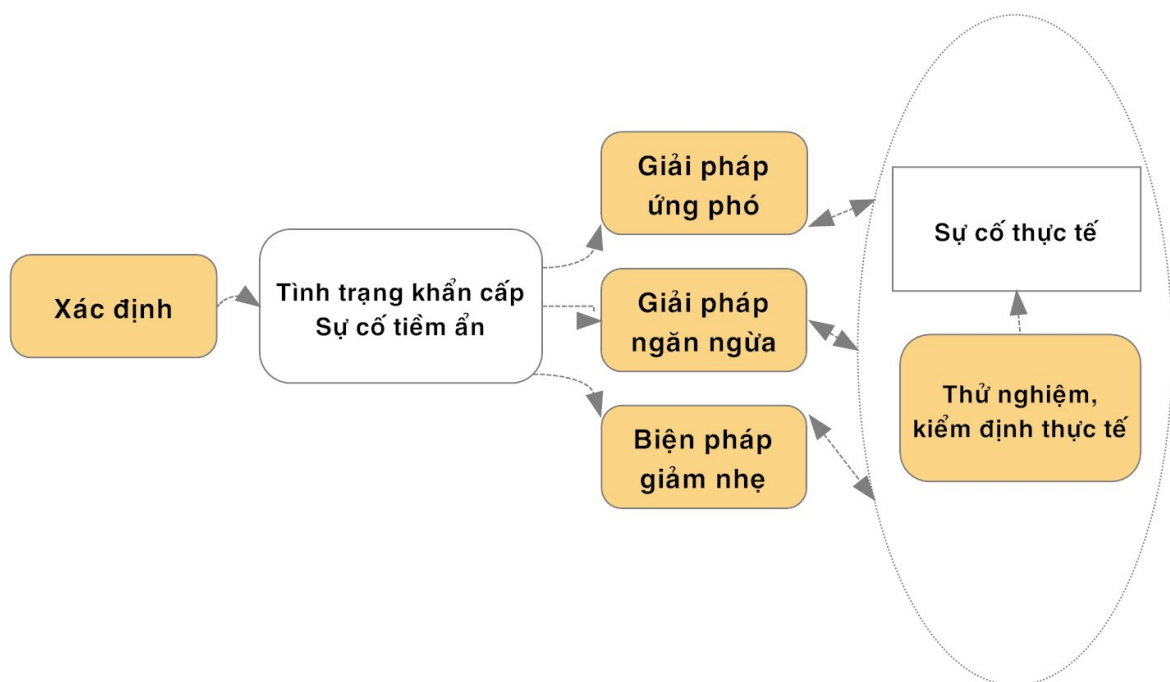 Xác định
Tình trạng khẩn cấp
Sự cố tiềm ẩn
Giải pháp
ứng phó
Giải pháp
ngăn ngừa
Biện pháp
giảm nhẹ
Sự cố thực tế
Thử nghiệm,
kiểm định thực tế